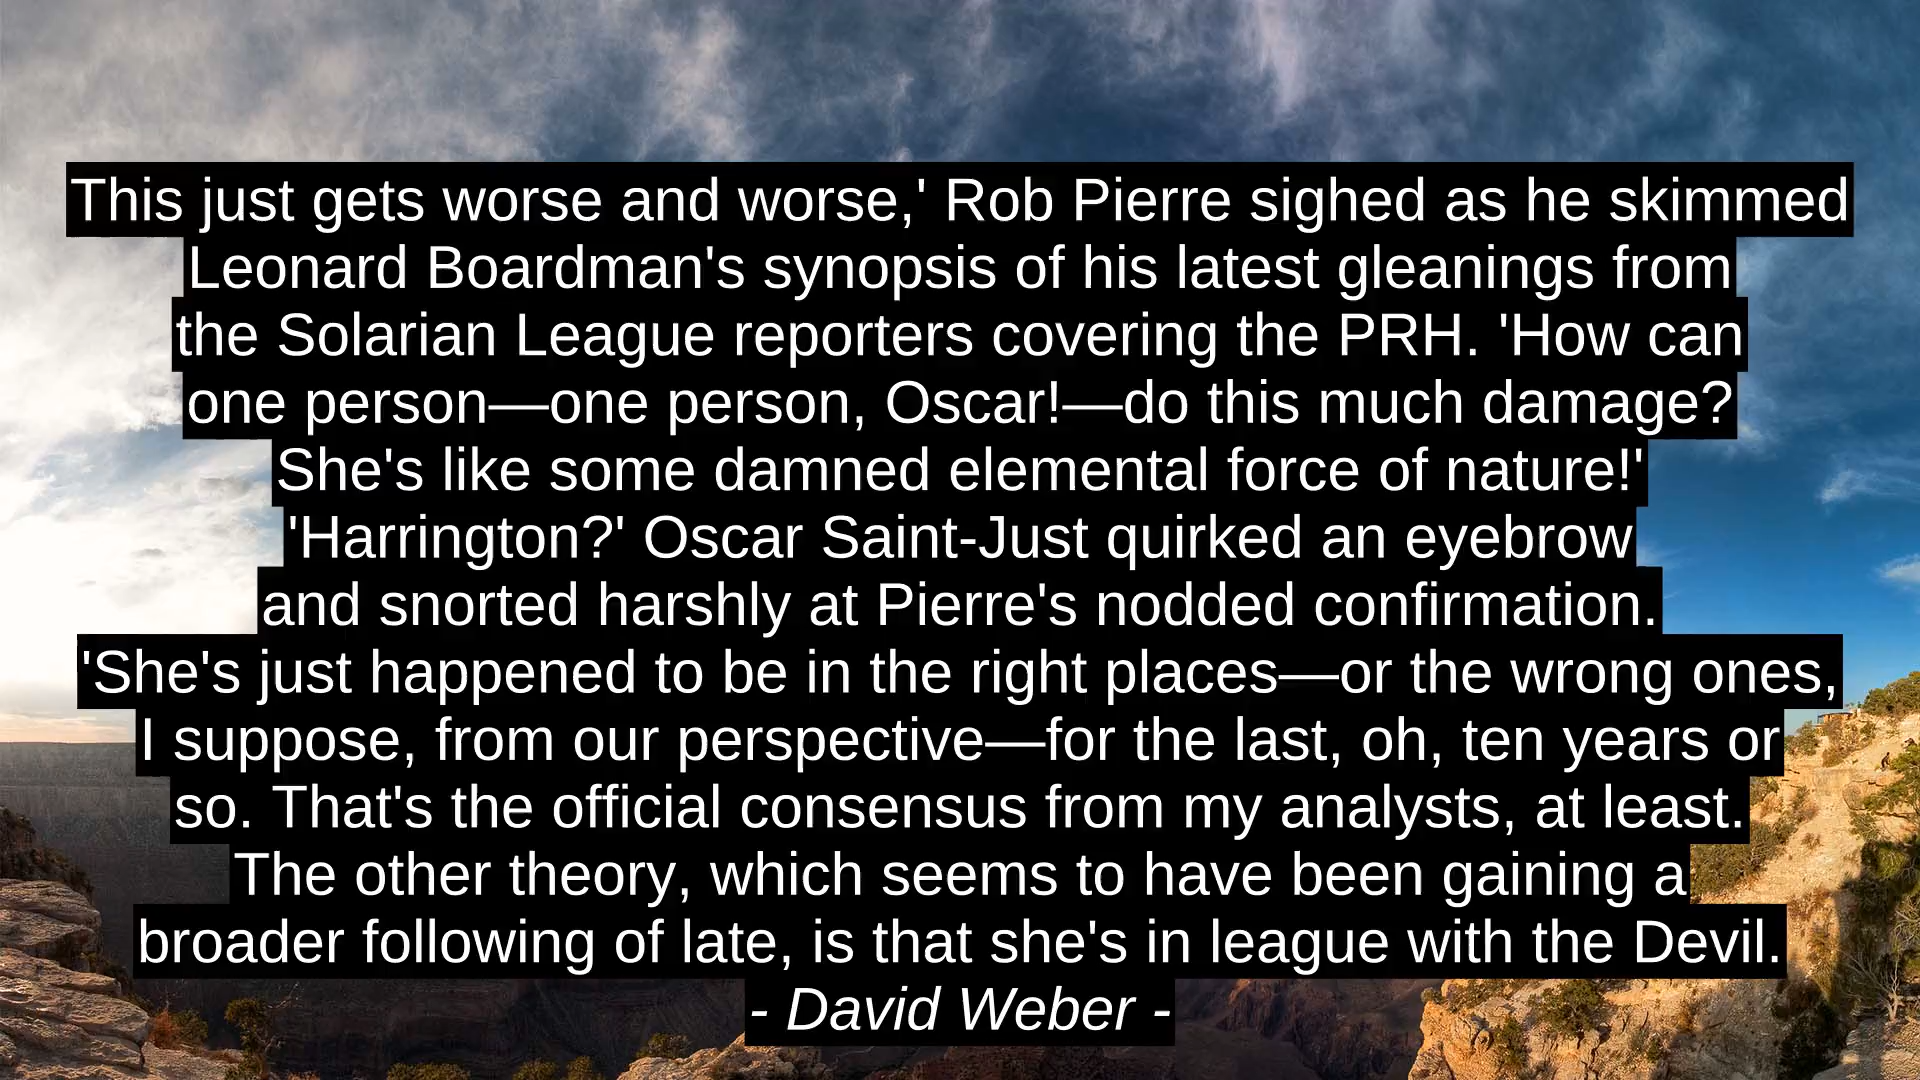 This just gets worse and worse,' Rob Pierre sighed as he skimmed
Leonard Boardman's synopsis of his latest gleanings from
the Solarian League reporters covering the PRH. 'How can
one person—one person, Oscar!—do this much damage?
She's like some damned elemental force of nature!'
'Harrington?' Oscar Saint-Just quirked an eyebrow
and snorted harshly at Pierre's nodded confirmation.
'She's just happened to be in the right places—or the wrong ones,
I suppose, from our perspective—for the last, oh, ten years or
so. That's the official consensus from my analysts, at least.
The other theory, which seems to have been gaining a
broader following of late, is that she's in league with the Devil.
- David Weber -